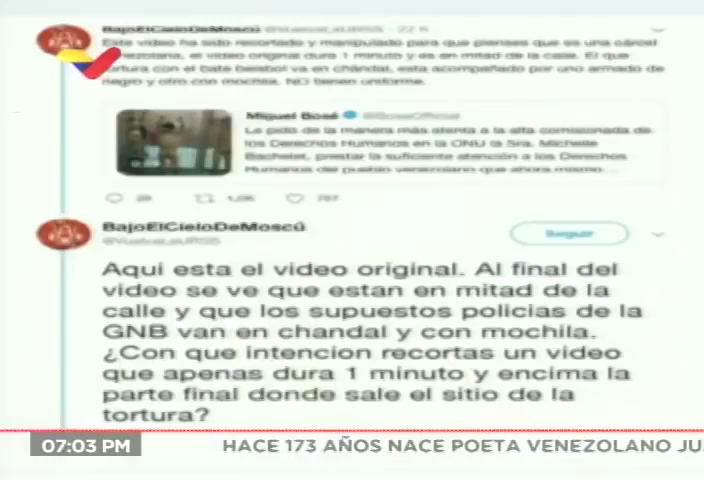 BajoElCieloDeMoscú
Este video ha sido recortado y manipulado para que pienses que es una cárcel
venezolana, el video original dura 1 minuto y es en mitad de la calle. El que
tortura con el bate beisbol va en chándal, esta acompañado por uno armado de
negro y otro con mochila. NO tienen uniforme.
Miguel Bosé
Le pido de la manera más atenta a la alta comisionada de
los Derechos Humanos en la ONU la Sra. Michelle
Bachelet, prestar la suficiente atención a los Derechos
Humanos del pueblo venezolano que ahora mismo...
BajoElCieloDeMoscú
Seguir
Aqui esta el video original. Al final del
video se ve que estan en mitad de la
calle y que los supuestos policias de la
GNB van en chandal y con mochila.
¿Con que intencion recortas un video
que apenas dura 1 minuto y encima la
parte final donde sale el sitio de la
tortura?
07:03 PM
HACE 173 AÑOS NACE POETA VENEZOLANO JU